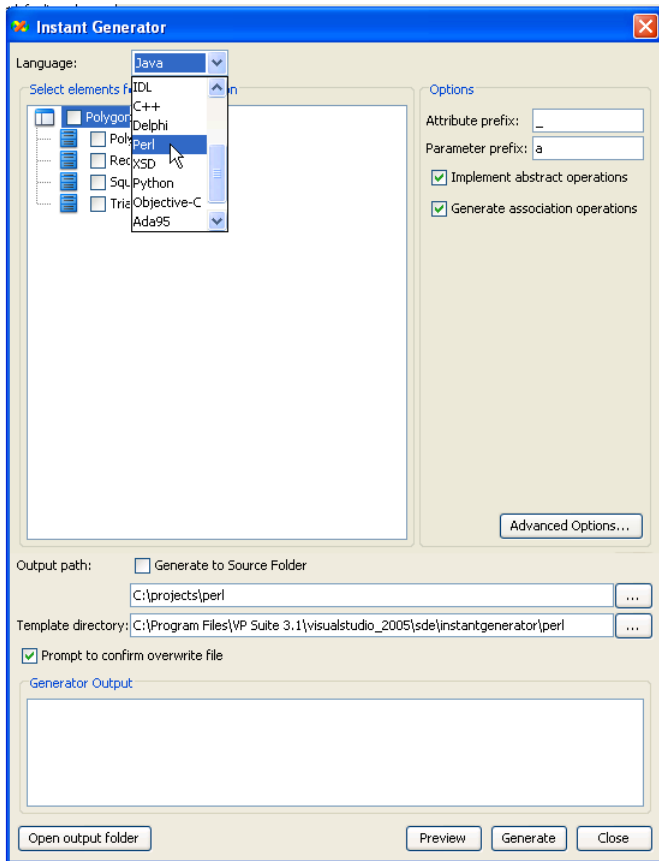 Instant Generator
Language: Java
Select elements f
n
IDL
C++
Delphi
Perl
XSD
Python
Objective-C
Ada95
Polygon
Pol
Rec
Squ
Tria
Options
Attribute prefix: _
Parameter prefix: a
Implement abstract operations
Generate association operations
Advanced Options...
Output path: Generate to Source Folder
C:\projects\perl ...
Template directory: C:\Program Files\VP Suite 3.1\visualstudio_2005\sde\instantgenerator\perl ...
Prompt to confirm overwrite file
Generator Output
Open output folder Preview Generate Close